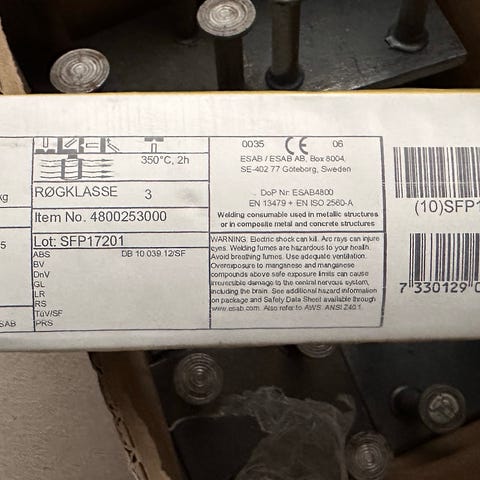 kg
5
SAB
350°C, 2h
RØGKLASSE 3
Item No. 4800253000
Lot: SFP17201
ABS DB 10.039.12/SF
BV
DnV
GL
LR
RS
TüV/SF
PRS
0035 CE 06
ESAB / ESAB AB, Box 8004,
SE-402 77 Göteborg, Sweden
DoP Nr: ESAB4800
EN 13479 + EN ISO 2560-A
Welding consumable used in metallic structures
or in composite metal and concrete structures
WARNING: Electric shock can kill. Arc rays can injure
eyes. Welding fumes are hazardous to your health.
Avoid breathing fumes. Use adequate ventilation.
Overexposure to manganese and manganese
compounds above safe exposure limits can cause
irreversible damage to the central nervous system,
including the brain. See additional hazard information
on package and Safety Data Sheet available through
www.esab.com. Also refer to AWS: ANSI Z40.1.
(10)SFP1
7 330129 0